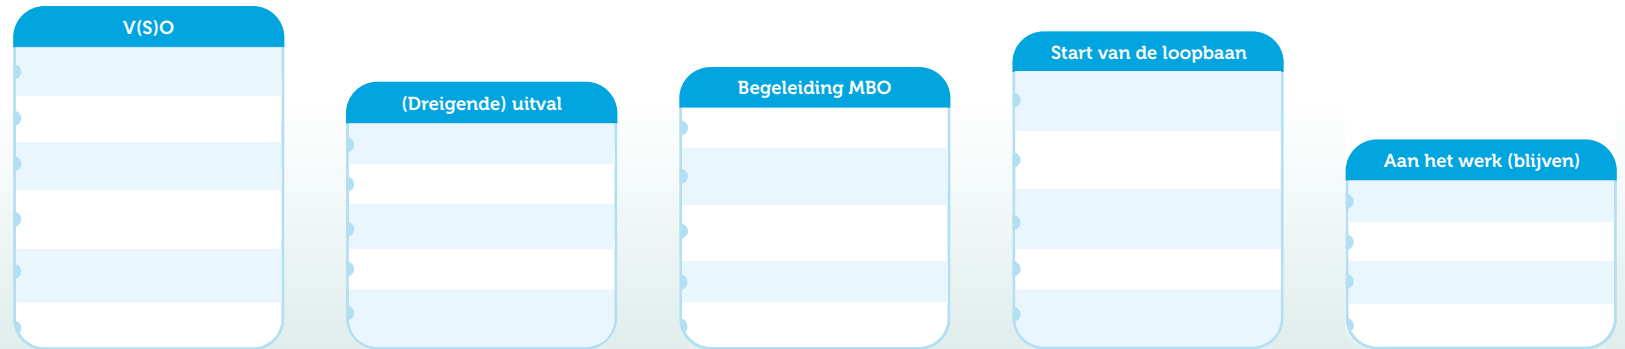 V(S)O
(Dreigende) uitval
Begeleiding MBO
Start van de loopbaan
Aan het werk (blijven)